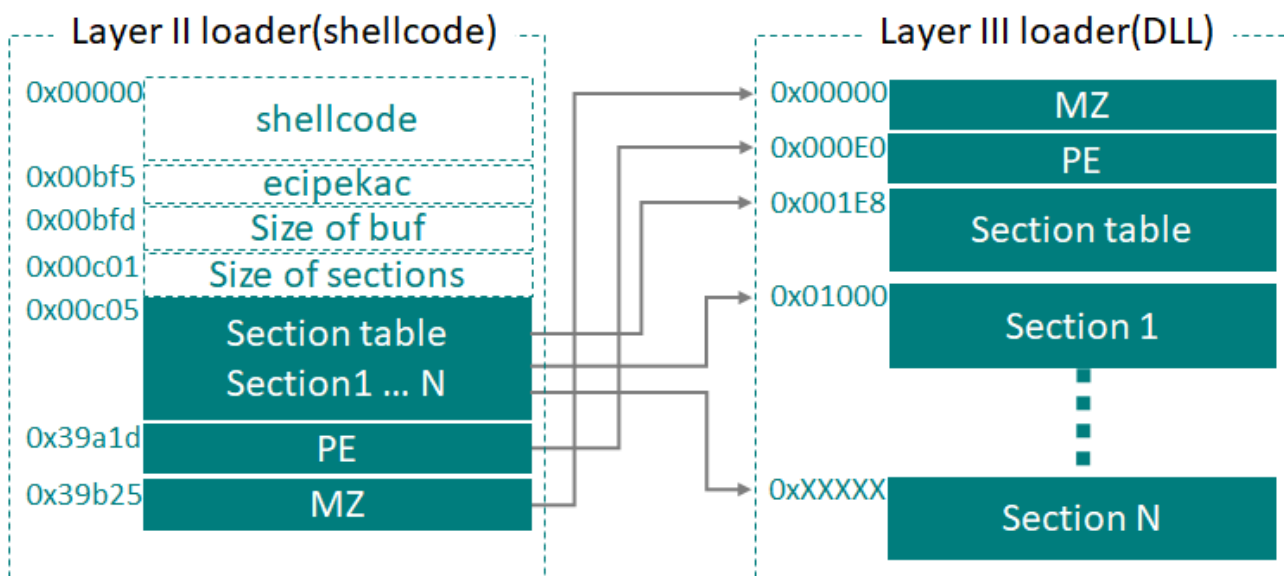 Layer II loader(shellcode)
0x00000
shellcode
0x00bf5
ecipekac
0x00bfd
Size of buf
0x00c01
Size of sections
0x00c05
Section table
Section1 ... N
0x39a1d
PE
0x39b25
MZ
Layer III loader(DLL)
0x00000
MZ
0x000E0
PE
0x001E8
Section table
0x01000
Section 1
0xXXXXX
Section N